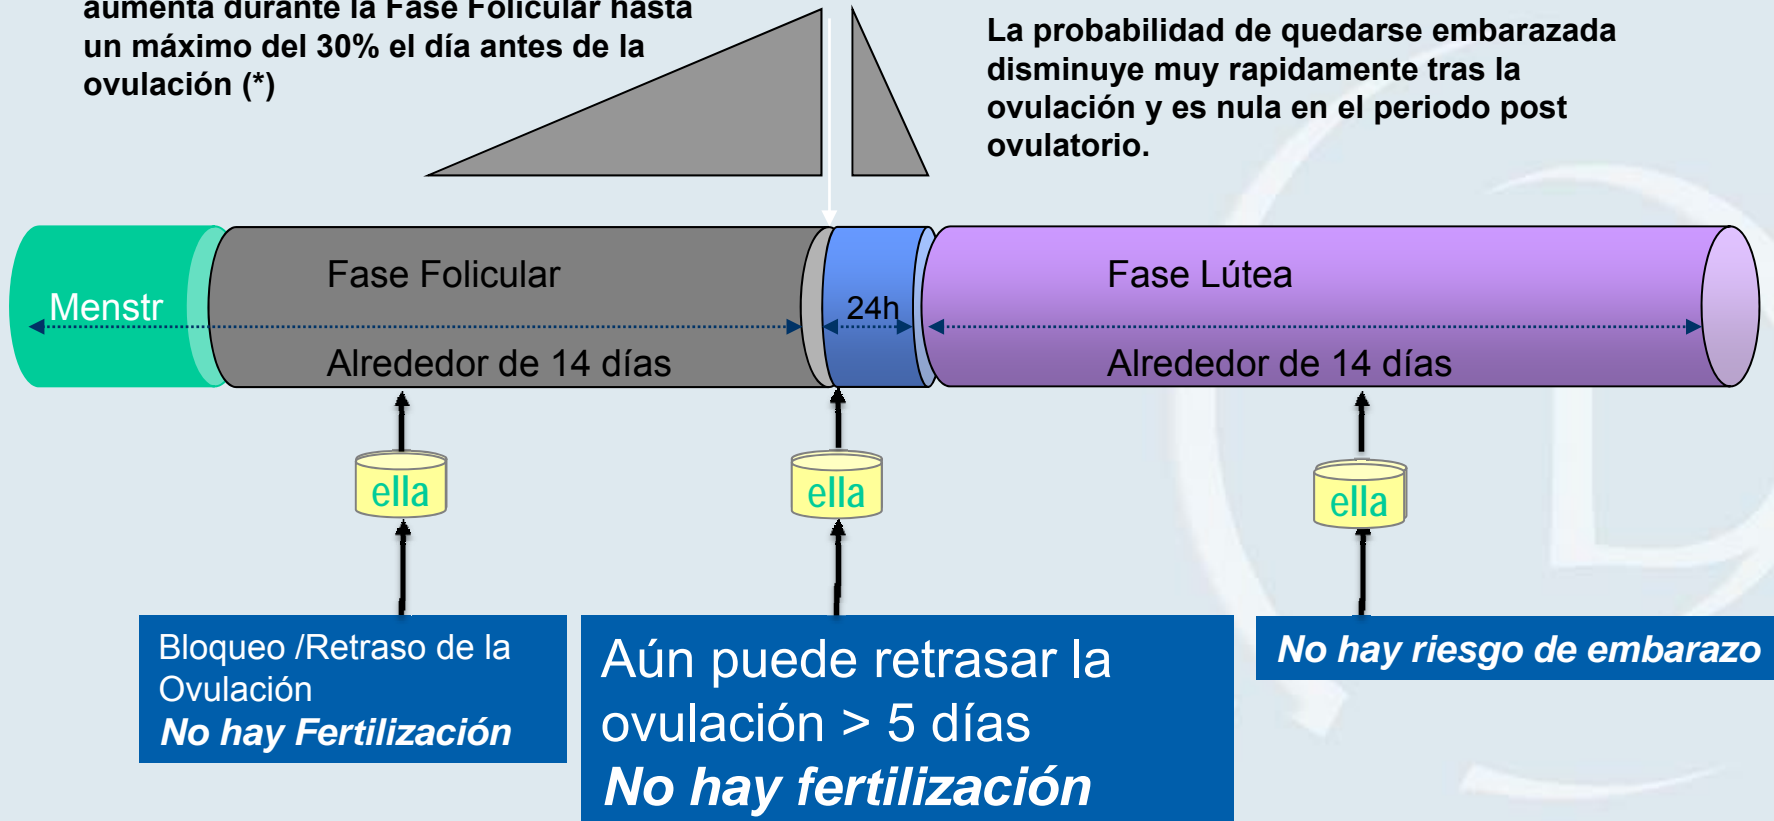 aumenta durante la Fase Folicular hasta
un máximo del 30% el día antes de la
ovulación (*)
La probabilidad de quedarse embarazada
disminuye muy rapidamente tras la
ovulación y es nula en el periodo post
ovulatorio.
Menstr
Fase Folicular
Alrededor de 14 días
24h
Fase Lútea
Alrededor de 14 días
ella
ella
ella
Bloqueo /Retraso de la
Ovulación
No hay Fertilización
Aún puede retrasar la
ovulación > 5 días
No hay fertilización
No hay riesgo de embarazo